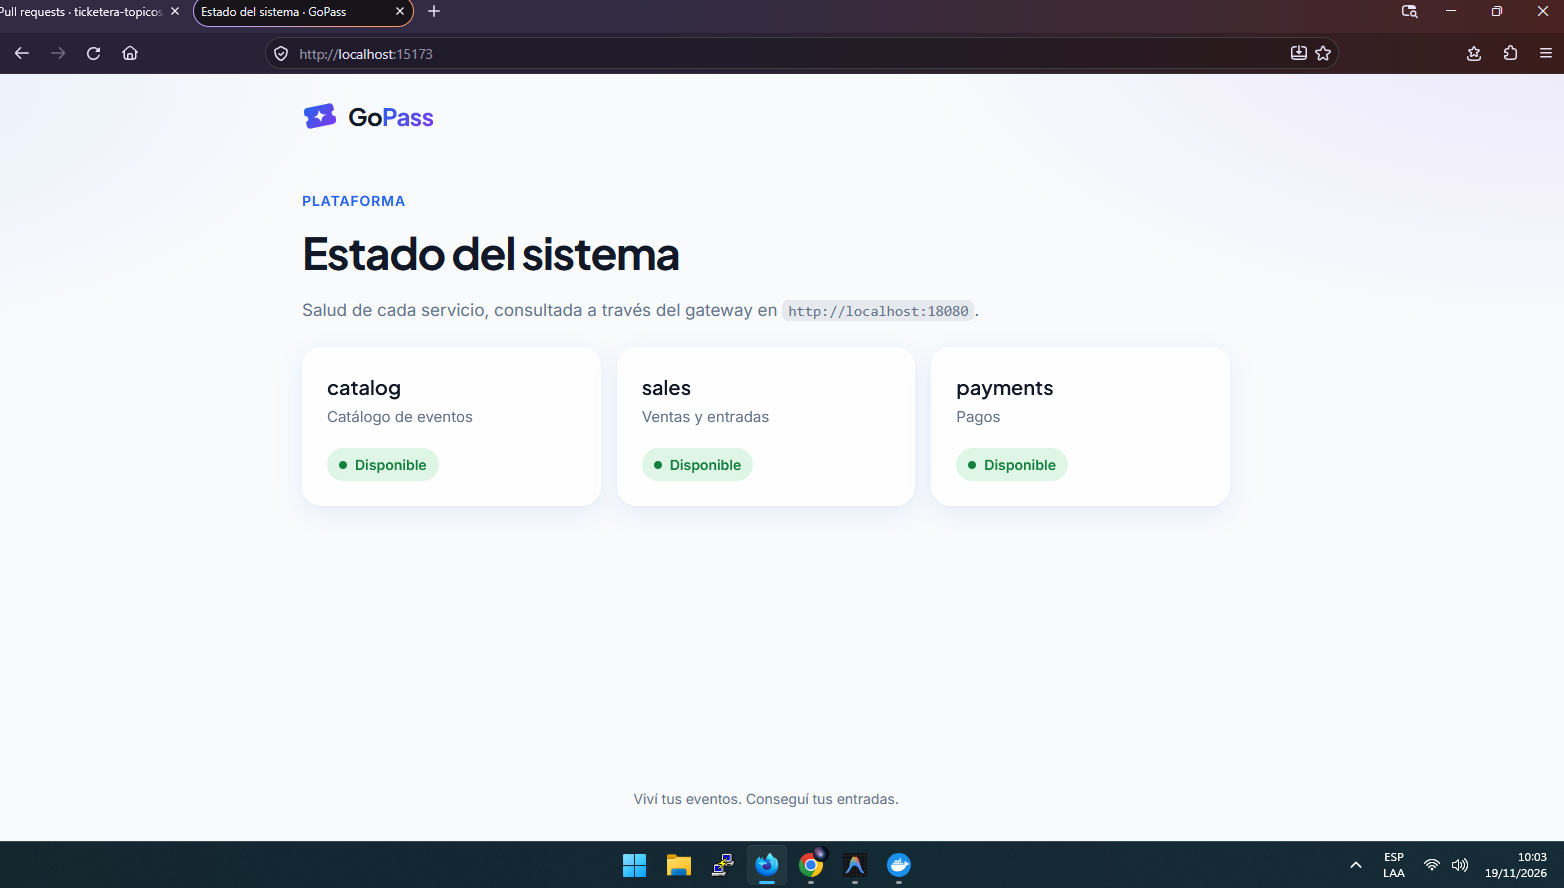 Pull requests · ticketera-topicos
Estado del sistema · GoPass
http://localhost:15173
GoPass
PLATAFORMA
Estado del sistema
Salud de cada servicio, consultada a través del gateway en http://localhost:18080.
catalog
Catálogo de eventos
Disponible
sales
Ventas y entradas
Disponible
payments
Pagos
Disponible
Viví tus eventos. Conseguí tus entradas.
ESP
LAA
10:03
19/11/2026